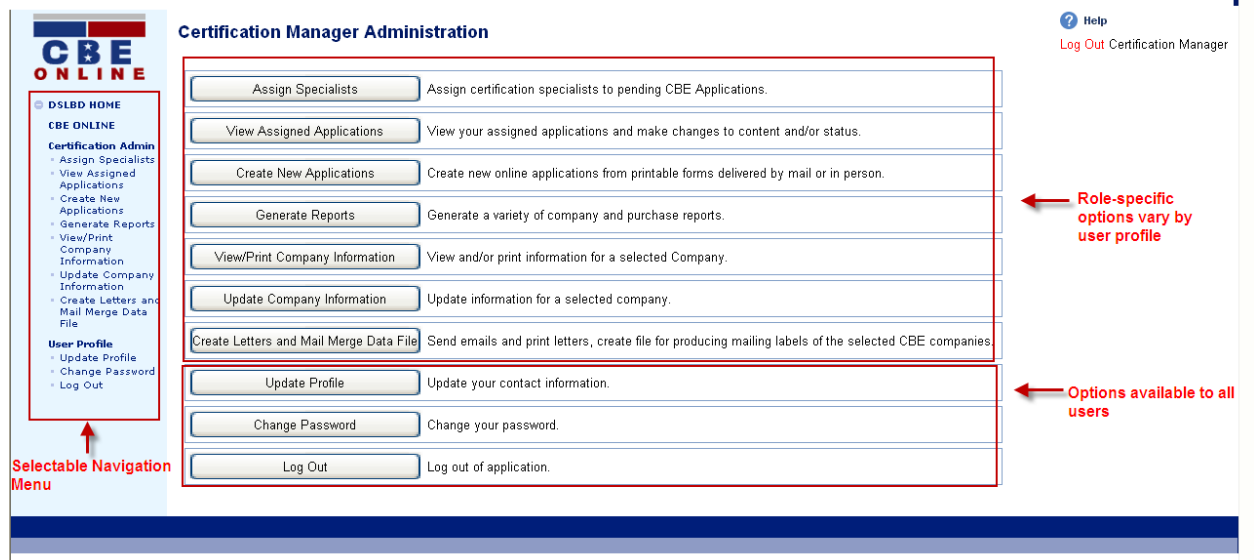 CBE
ONLINE
DSLBD HOME
CBE ONLINE
Certification Admin
Assign Specialists
View Assigned
Applications
Create New
Applications
Generate Reports
View/Print
Company
Information
Update Company
Information
Create Letters and
Mail Merge Data
File
User Profile
Update Profile
Change Password
Log Out
Selectable Navigation
Menu
Certification Manager Administration
Help
Log Out Certification Manager
Assign Specialists Assign certification specialists to pending CBE Applications.
View Assigned Applications View your assigned applications and make changes to content and/or status.
Create New Applications Create new online applications from printable forms delivered by mail or in person.
Generate Reports Generate a variety of company and purchase reports.
View/Print Company Information View and/or print information for a selected Company.
Update Company Information Update information for a selected company.
Create Letters and Mail Merge Data File Send emails and print letters, create file for producing mailing labels of the selected CBE companies.
Update Profile Update your contact information.
Change Password Change your password.
Log Out Log out of application.
Role-specific
options vary by
user profile
Options available to all
users